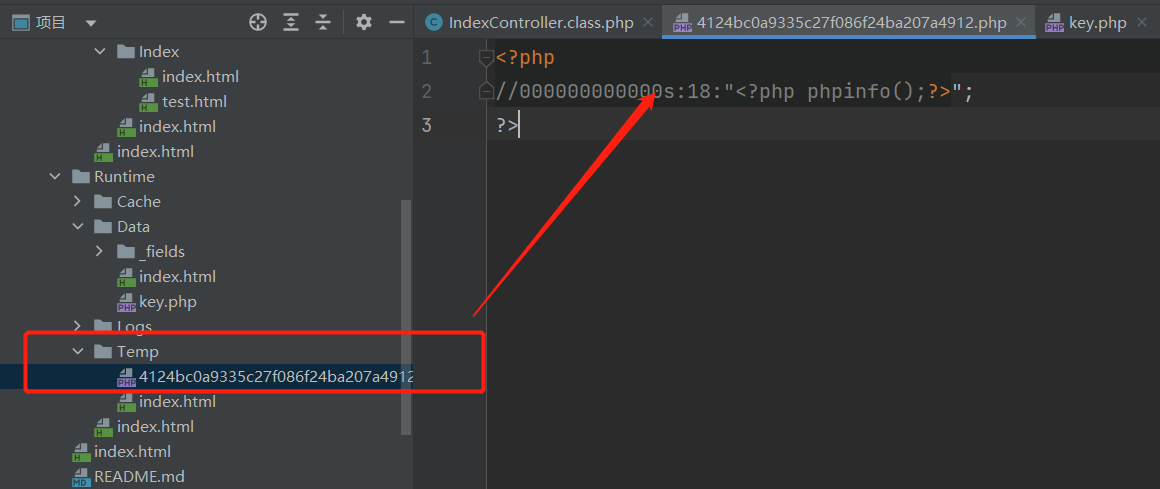 项目
IndexController.class.php
4124bc0a9335c27f086f24ba207a4912.php
key.php
Index
index.html
test.html
index.html
index.html
Runtime
Cache
Data
_fields
index.html
key.php
Logs
Temp
4124bc0a9335c27f086f24ba207a4912
index.html
index.html
index.html
README.md
1 <?php
2 //000000000000s:18:"<?php phpinfo();?>";
3 ?>